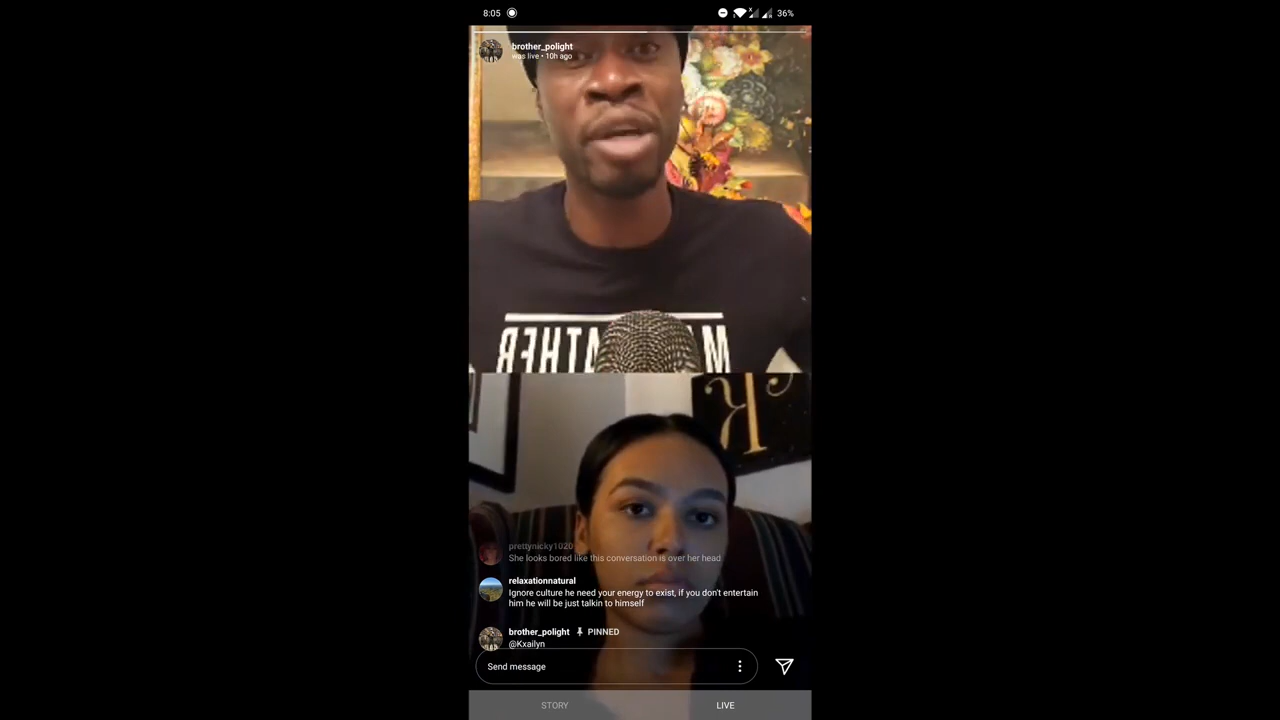 8:05
36%
brother_polight
was live • 10h ago
prettynicky1020
She looks bored like this conversation is over her head
relaxationnatural
Ignore culture he need your energy to exist, if you don't entertain
him he will be just talkin to himself
brother_polight PINNED
@Kxailyn
Send message
STORY
LIVE